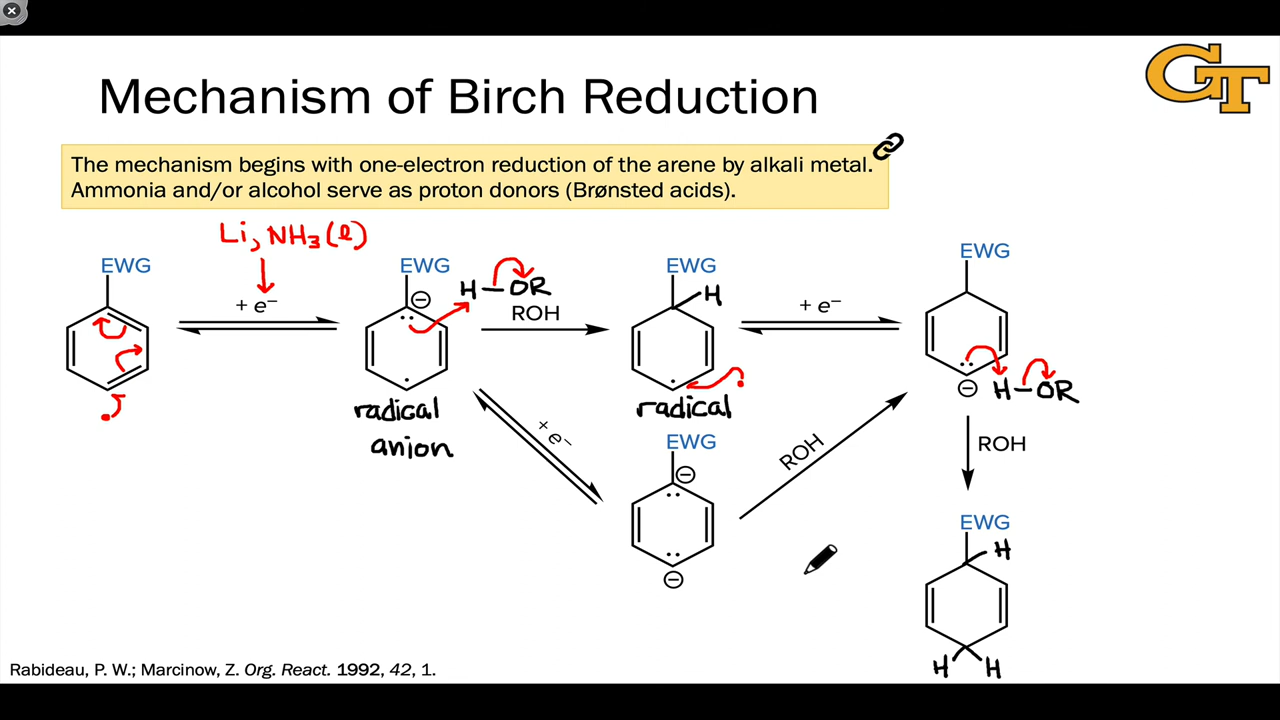 Mechanism of Birch Reduction
GT
The mechanism begins with one-electron reduction of the arene by alkali metal.
Ammonia and/or alcohol serve as proton donors (Brønsted acids).
Li, NH₃(l)
EWG
+ e⁻
EWG
⊖
H–OR
ROH
radical
anion
EWG
H
radical
+ e⁻
EWG
⊖
H–OR
+ e⁻
EWG
⊖
⊖
ROH
ROH
EWG
H
H H
Rabideau, P. W.; Marcinow, Z. Org. React. 1992, 42, 1.